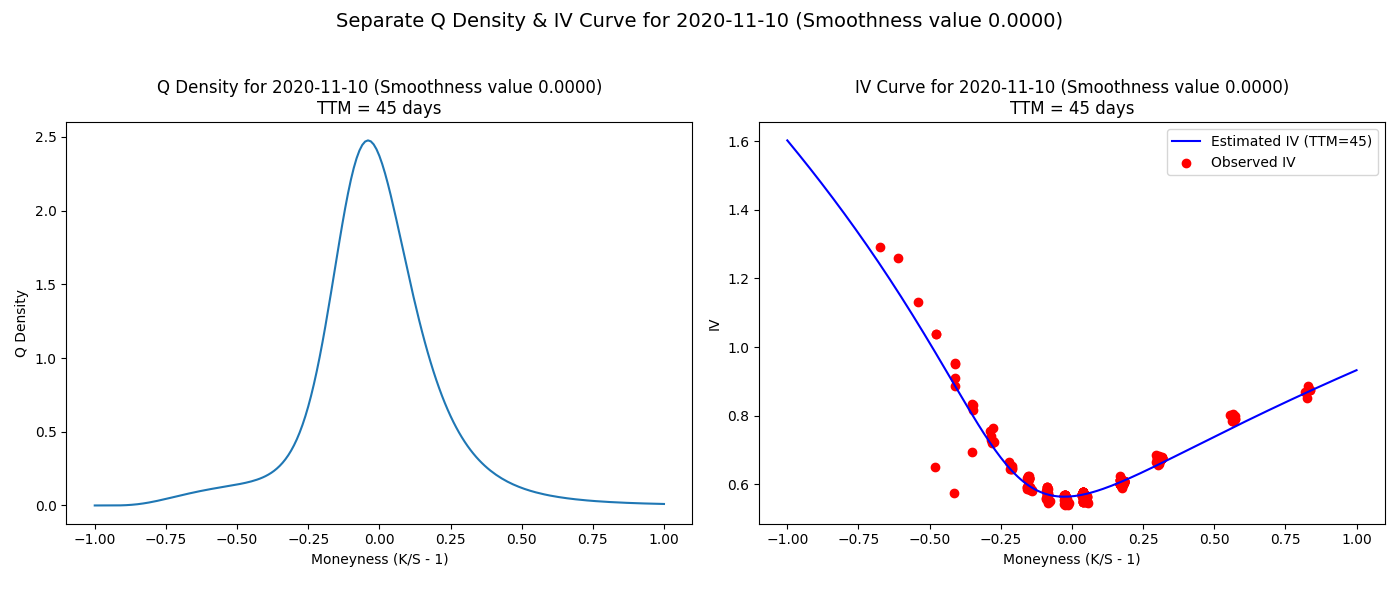 Separate Q Density & IV Curve for 2020-11-10 (Smoothness value 0.0000)
Q Density for 2020-11-10 (Smoothness value 0.0000)
TTM = 45 days
2.5
2.0
1.5
1.0
0.5
0.0
Q Density
−1.00 −0.75 −0.50 −0.25 0.00 0.25 0.50 0.75 1.00
Moneyness (K/S - 1)
IV Curve for 2020-11-10 (Smoothness value 0.0000)
TTM = 45 days
Estimated IV (TTM=45)
Observed IV
1.6
1.4
1.2
1.0
0.8
0.6
IV
−1.00 −0.75 −0.50 −0.25 0.00 0.25 0.50 0.75 1.00
Moneyness (K/S - 1)